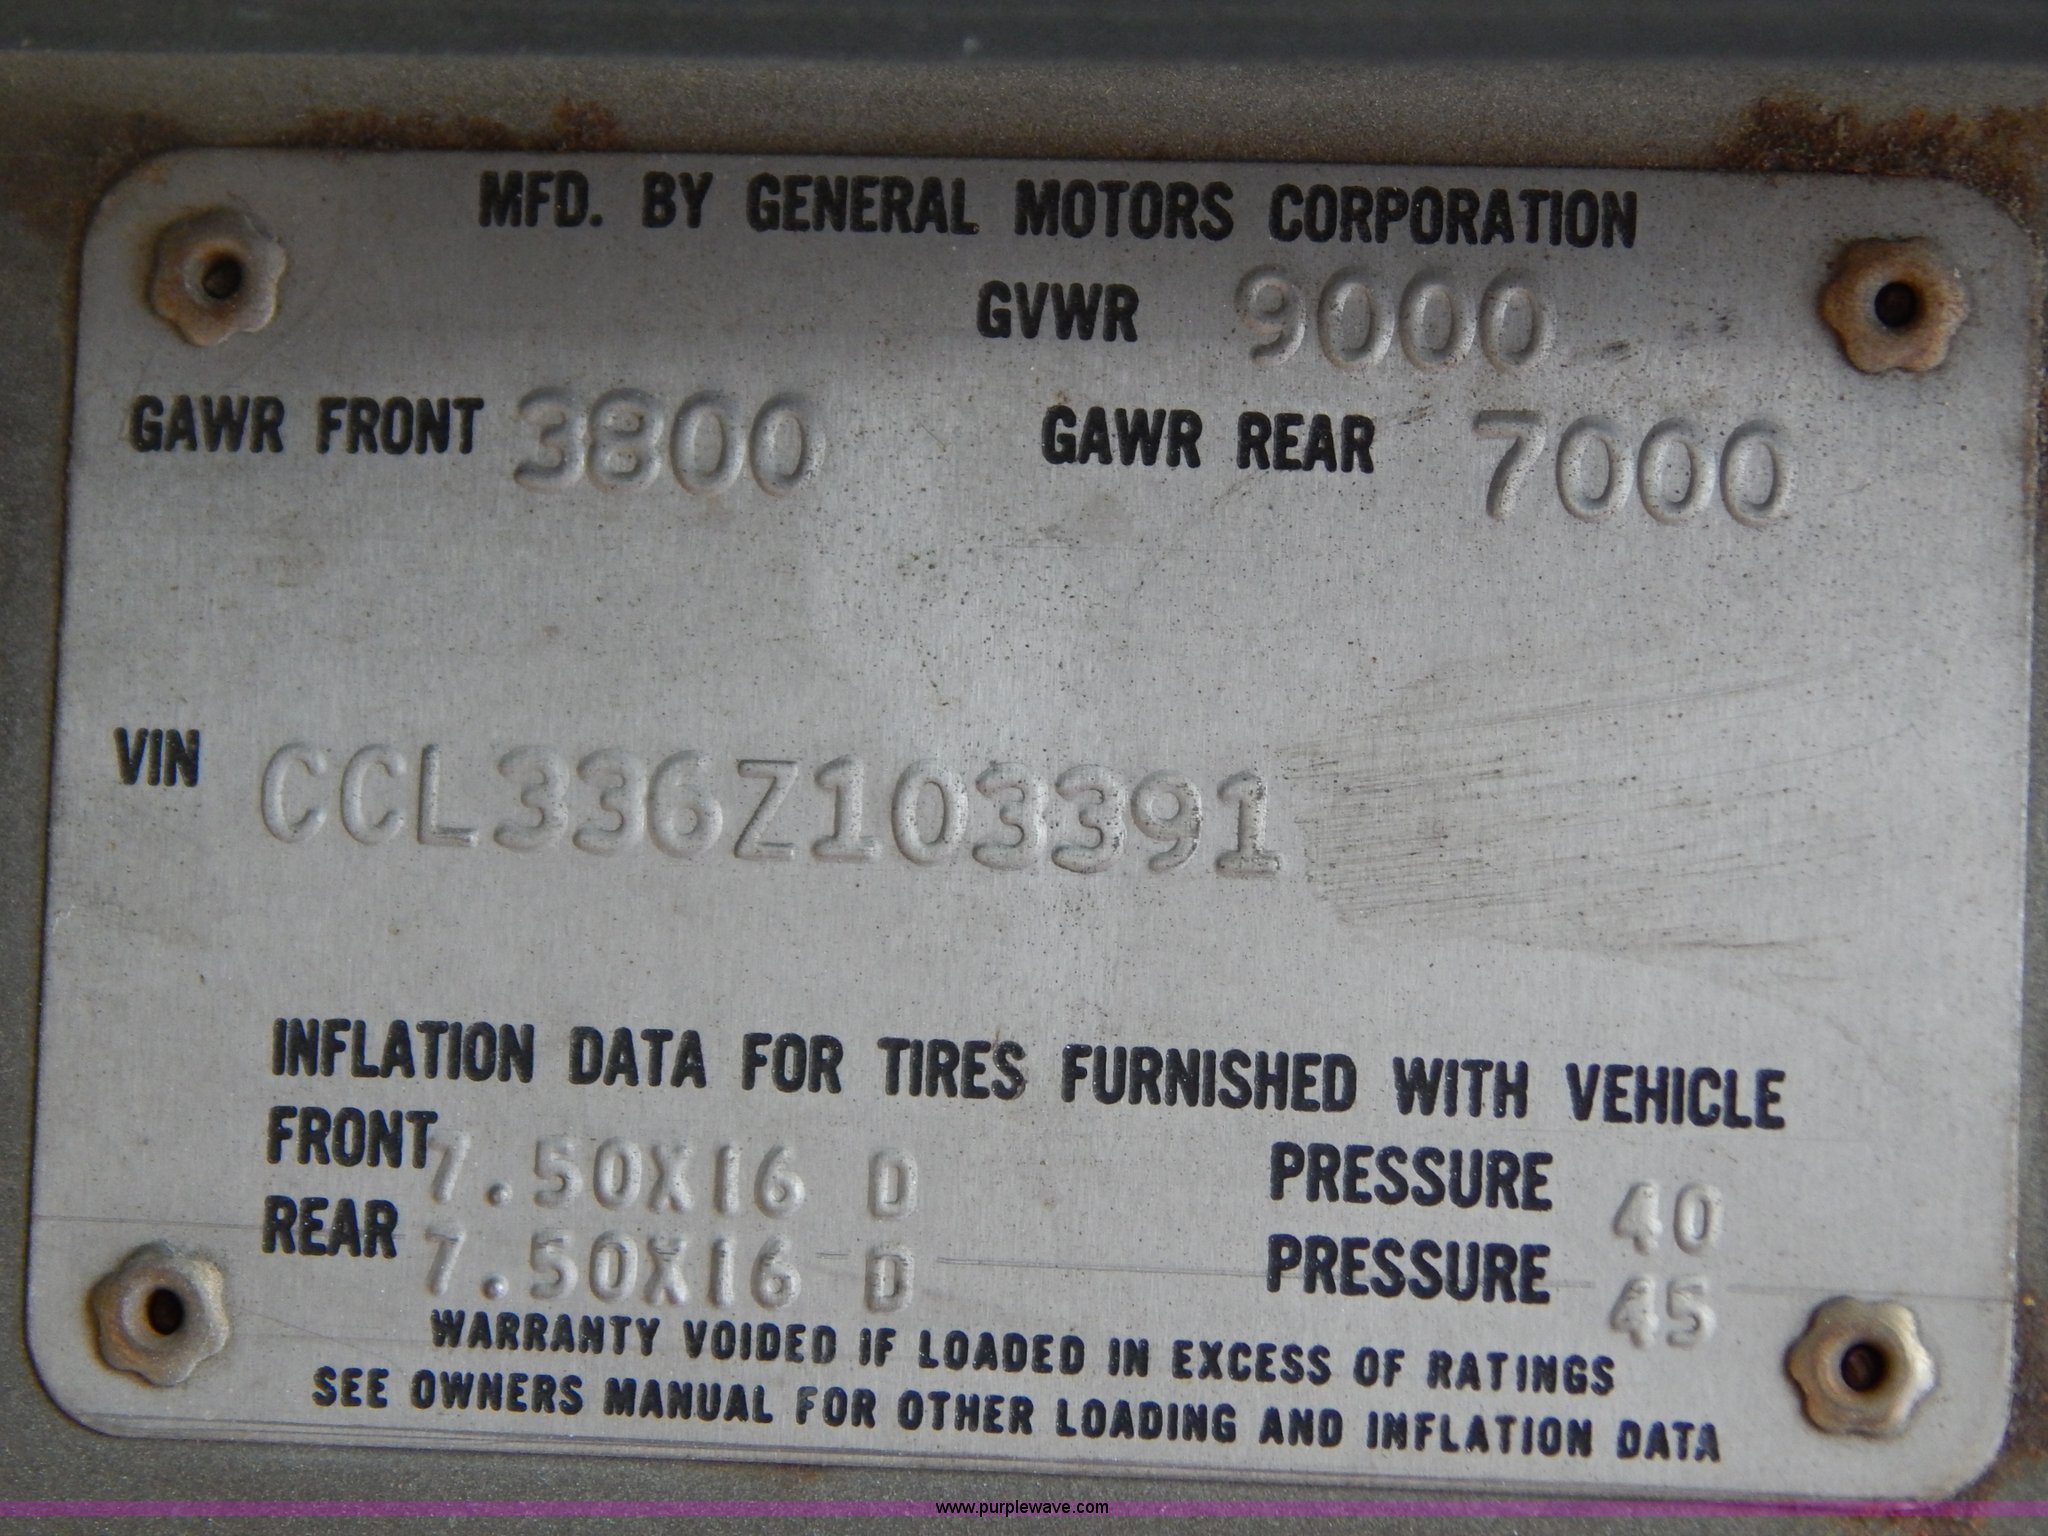 MFD. BY GENERAL MOTORS CORPORATION
GVWR 9000
GAWR FRONT 3800 GAWR REAR 7000
VIN CCL336Z103391
INFLATION DATA FOR TIRES FURNISHED WITH VEHICLE
FRONT 7.50X16 D PRESSURE 40
REAR 7.50X16 D PRESSURE 45
WARRANTY VOIDED IF LOADED IN EXCESS OF RATINGS
SEE OWNERS MANUAL FOR OTHER LOADING AND INFLATION DATA
www.purplewave.com